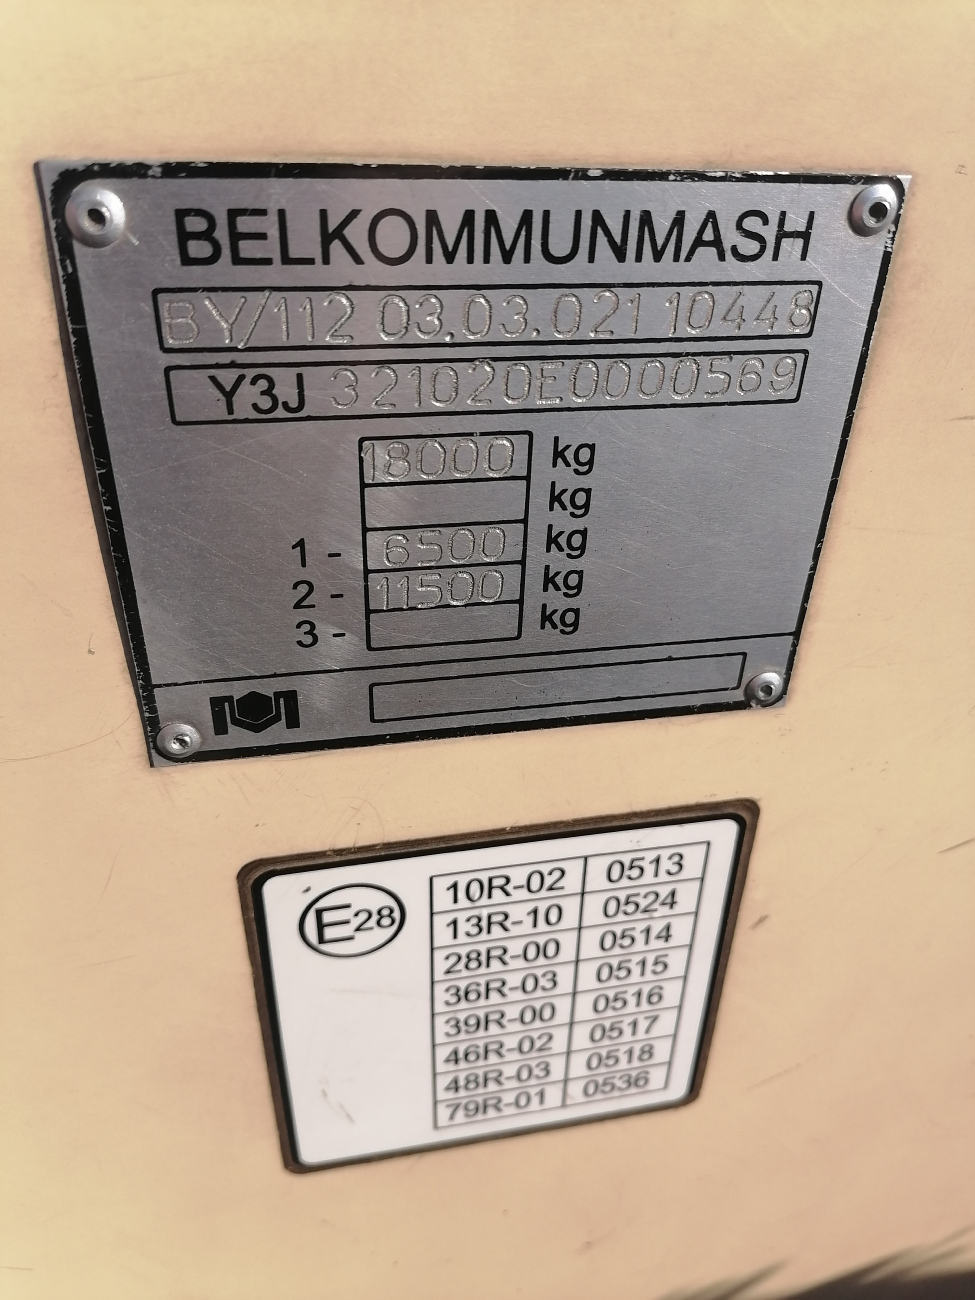 BELKOMMUNMASH
BY/112 03.03.021 10448
Y3J 321020E0000569
18000 kg
kg
1 - 6500 kg
2 - 11500 kg
3 - kg
E28
10R-02 0513
13R-10 0524
28R-00 0514
36R-03 0515
39R-00 0516
46R-02 0517
48R-03 0518
79R-01 0536